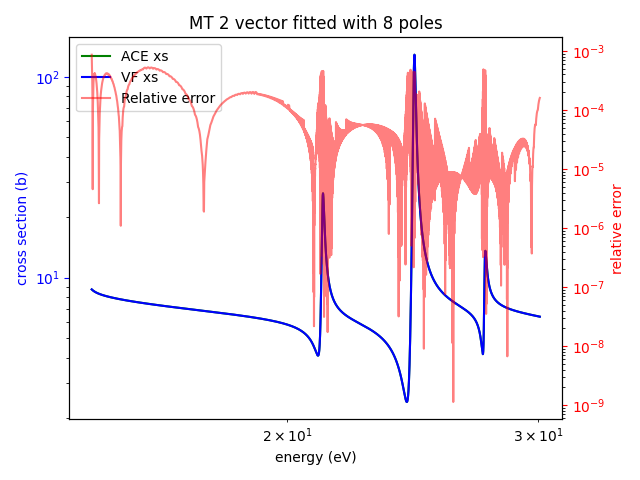 MT 2 vector fitted with 8 poles
ACE xs
VF xs
Relative error
cross section (b)
10²
10¹
relative error
10⁻³
10⁻⁴
10⁻⁵
10⁻⁶
10⁻⁷
10⁻⁸
10⁻⁹
2 × 10¹
3 × 10¹
energy (eV)